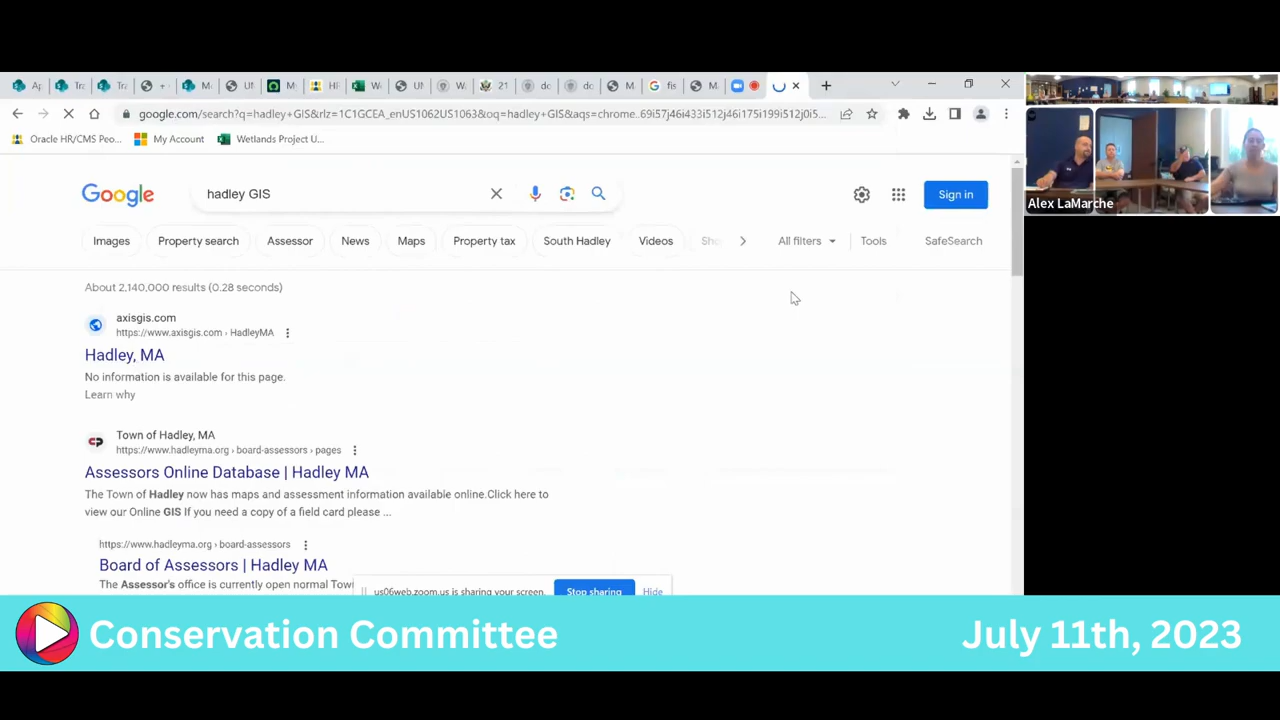 21
google.com/search?q=hadley+GIS&rlz=1C1GCEA_enUS1062US1063&oq=hadley+GIS&aqs=chrome..69i57j46i433i512j46i175i199i512j0i5...
Oracle HR/CMS Peo...
My Account
Wetlands Project U...
Alex LaMarche
Google
hadley GIS
Sign in
Images
Property search
Assessor
News
Maps
Property tax
South Hadley
Videos
All filters
Tools
SafeSearch
About 2,140,000 results (0.28 seconds)
axisgis.com
https://www.axisgis.com › HadleyMA
Hadley, MA
No information is available for this page.
Learn why
Town of Hadley, MA
https://www.hadleyma.org › board-assessors › pages
Assessors Online Database | Hadley MA
The Town of Hadley now has maps and assessment information available online.Click here to
view our Online GIS If you need a copy of a field card please ...
https://www.hadleyma.org › board-assessors
Board of Assessors | Hadley MA
The Assessor's office is currently open normal Town
us06web.zoom.us is sharing your screen.
Stop sharing
Hide
Conservation Committee
July 11th, 2023